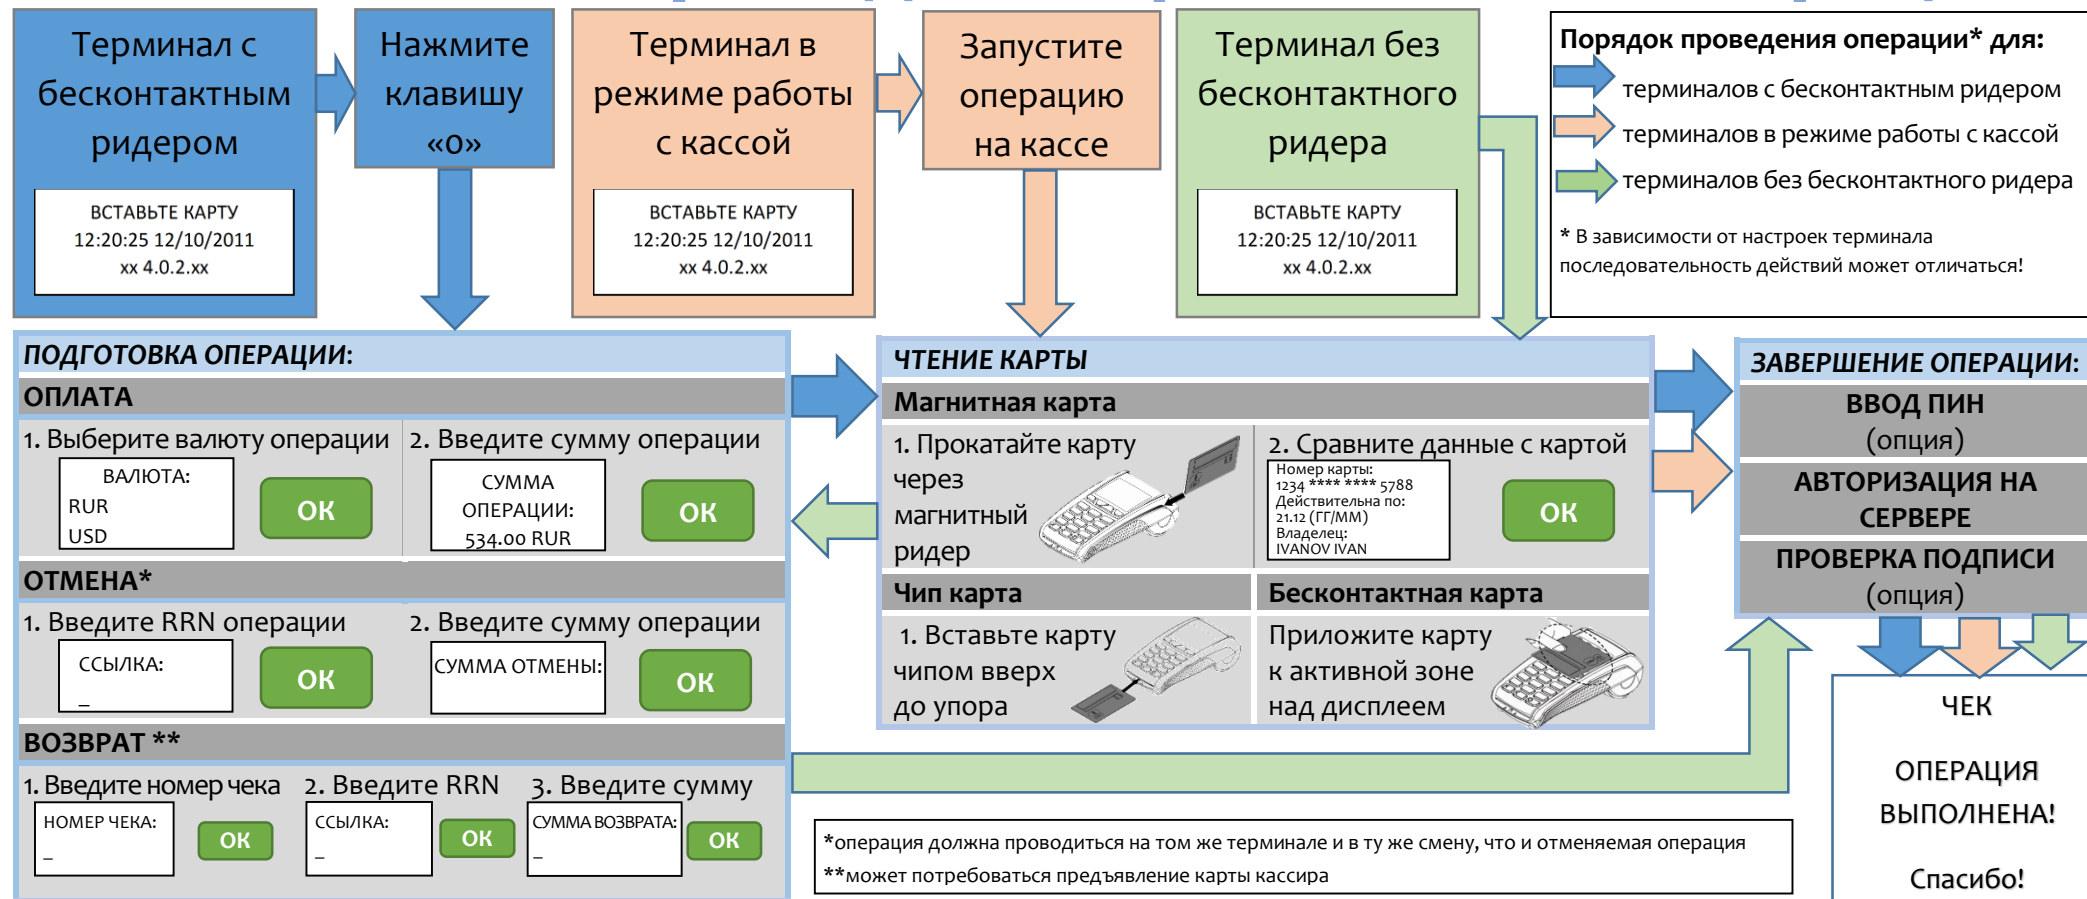 Терминал с
бесконтактным
ридером
ВСТАВЬТЕ КАРТУ
12:20:25 12/10/2011
xx 4.0.2.xx
Нажмите
клавишу
«0»
Терминал в
режиме работы
с кассой
ВСТАВЬТЕ КАРТУ
12:20:25 12/10/2011
xx 4.0.2.xx
Запустите
операцию
на кассе
Терминал без
бесконтактного
ридера
ВСТАВЬТЕ КАРТУ
12:20:25 12/10/2011
xx 4.0.2.xx
Порядок проведения операции* для:
терминалов с бесконтактным ридером
терминалов в режиме работы с кассой
терминалов без бесконтактного ридера
* В зависимости от настроек терминала
последовательность действий может отличаться!
ПОДГОТОВКА ОПЕРАЦИИ:
ОПЛАТА
1. Выберите валюту операции
ВАЛЮТА:
RUR
USD
ОК
2. Введите сумму операции
СУММА
ОПЕРАЦИИ:
534.00 RUR
ОК
ОТМЕНА*
1. Введите RRN операции
ССЫЛКА:
_
ОК
2. Введите сумму операции
СУММА ОТМЕНЫ:
ОК
ВОЗВРАТ **
1. Введите номер чека
НОМЕР ЧЕКА:
_
ОК
2. Введите RRN
ССЫЛКА:
_
ОК
3. Введите сумму
СУММА ВОЗВРАТА:
_
ОК
ЧТЕНИЕ КАРТЫ
Магнитная карта
1. Прокатайте карту
через
магнитный
ридер
2. Сравните данные с картой
Номер карты:
1234 **** **** 5788
Действительна по:
21.12 (ГГ/ММ)
Владелец:
IVANOV IVAN
ОК
Чип карта
1. Вставьте карту
чипом вверх
до упора
Бесконтактная карта
Приложите карту
к активной зоне
над дисплеем
ЗАВЕРШЕНИЕ ОПЕРАЦИИ:
ВВОД ПИН
(опция)
АВТОРИЗАЦИЯ НА
СЕРВЕРЕ
ПРОВЕРКА ПОДПИСИ
(опция)
ЧЕК
ОПЕРАЦИЯ
ВЫПОЛНЕНА!
Спасибо!
*операция должна проводиться на том же терминале и в ту же смену, что и отменяемая операция
**может потребоваться предъявление карты кассира